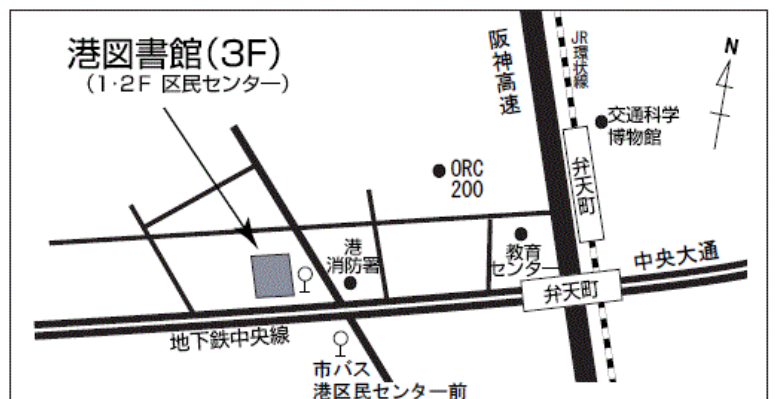 港図書館(3F)
(1・2F 区民センター)
阪神高速
JR環状線
N
交通科学
博物館
ORC
200
弁天町
港
消防署
教育
センター
中央大通
弁天町
地下鉄中央線
市バス
港区民センター前